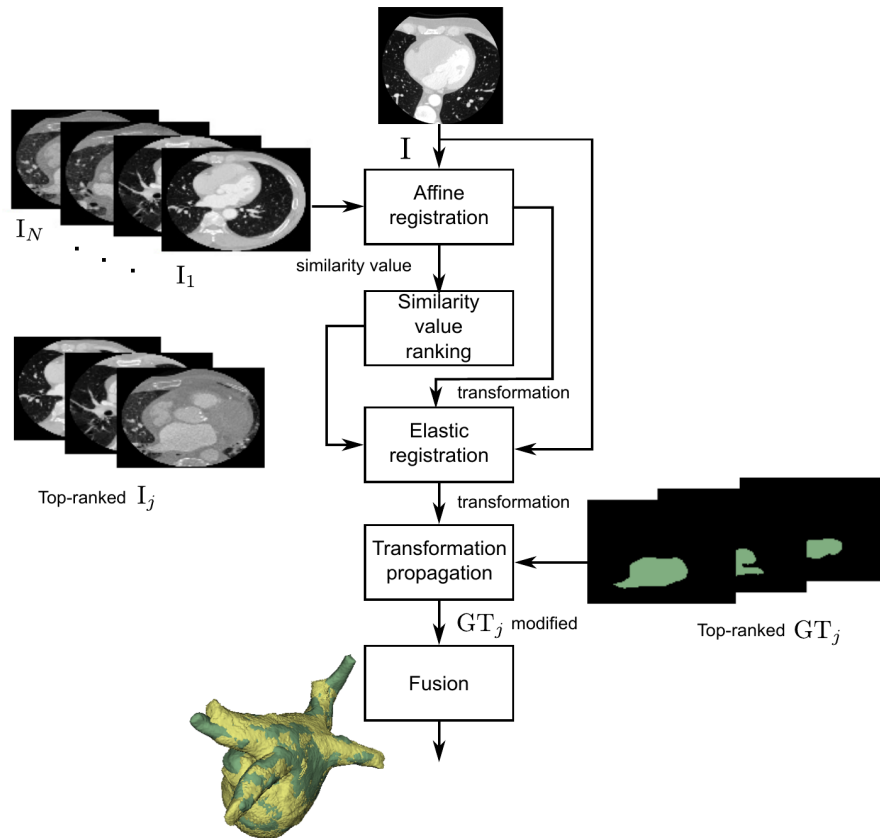 I
Affine
registration
I_N
. . .
I_1
similarity value
Similarity
value
ranking
transformation
Elastic
registration
Top-ranked I_j
transformation
Transformation
propagation
GT_j modified
Top-ranked GT_j
Fusion